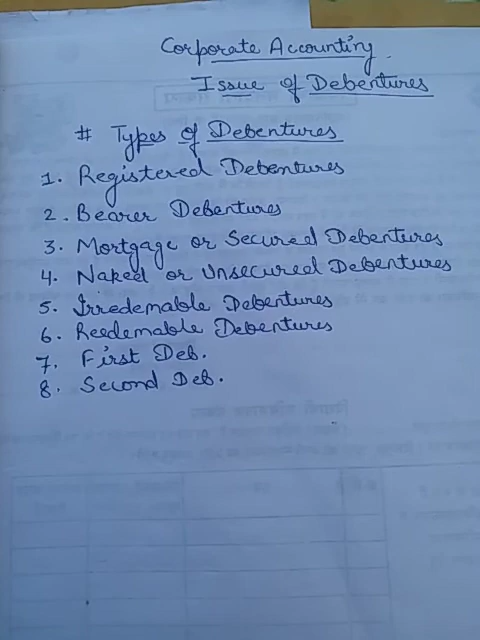 Corporate Accounting
Issue of Debentures
# Types of Debentures
1. Registered Debentures
2. Bearer Debentures
3. Mortgage or Secured Debentures
4. Naked or Unsecured Debentures
5. Irredemable Debentures
6. Reedemable Debentures
7. First Deb.
8. Second Deb.